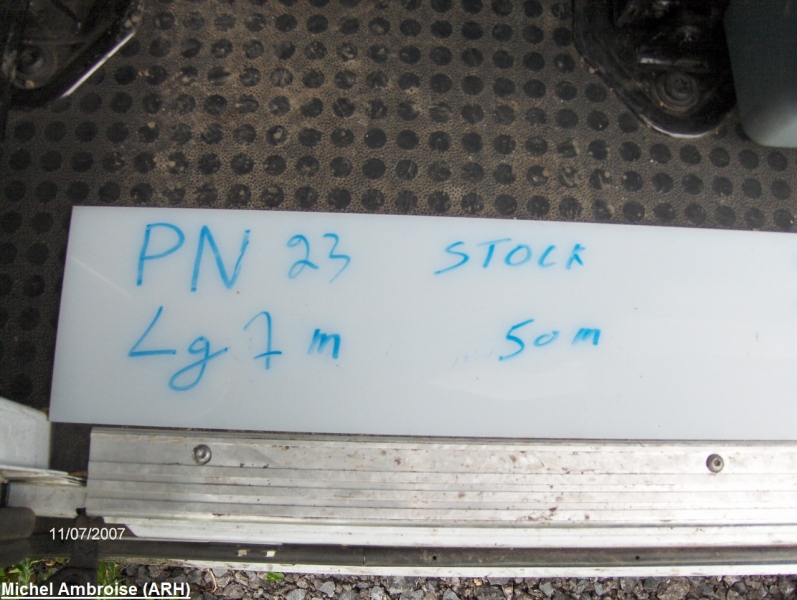 PN 23 STOCK
Lg 7 m 50 m
11/07/2007
Michel Ambroise (ARH)